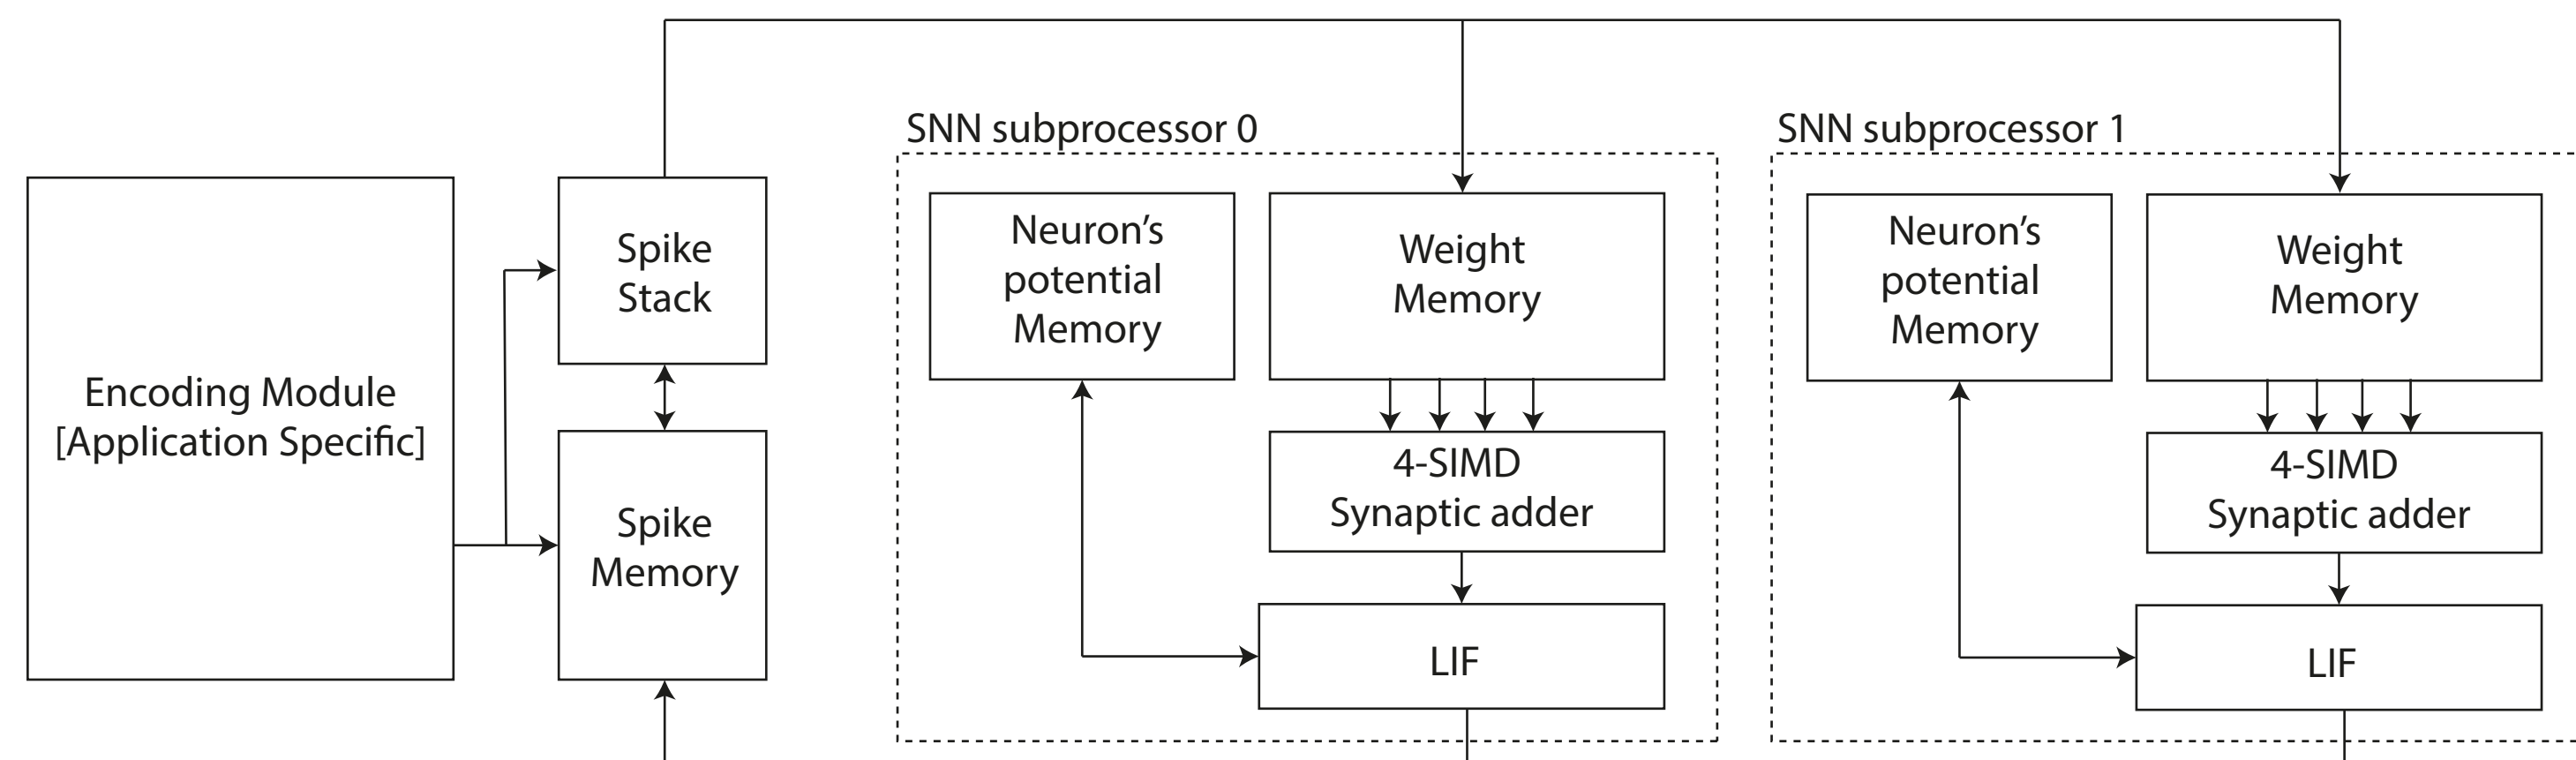 SNN subprocessor 0
SNN subprocessor 1
Encoding Module
[Application Specific]
Spike
Stack
Spike
Memory
Neuron’s
potential
Memory
Weight
Memory
4-SIMD
Synaptic adder
LIF
Neuron’s
potential
Memory
Weight
Memory
4-SIMD
Synaptic adder
LIF